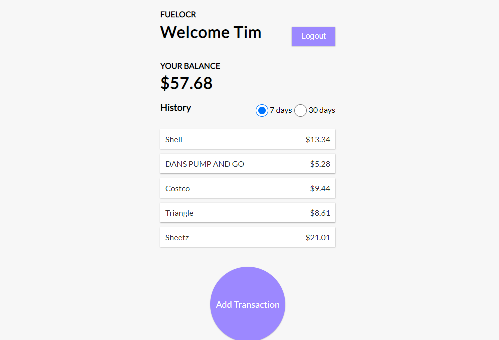 FUELOCR
Welcome Tim
Logout
YOUR BALANCE
$57.68
History
7 days 30 days
Shell $13.34
DANS PUMP AND GO $5.28
Costco $9.44
Triangle $8.61
Sheetz $21.01
Add Transaction